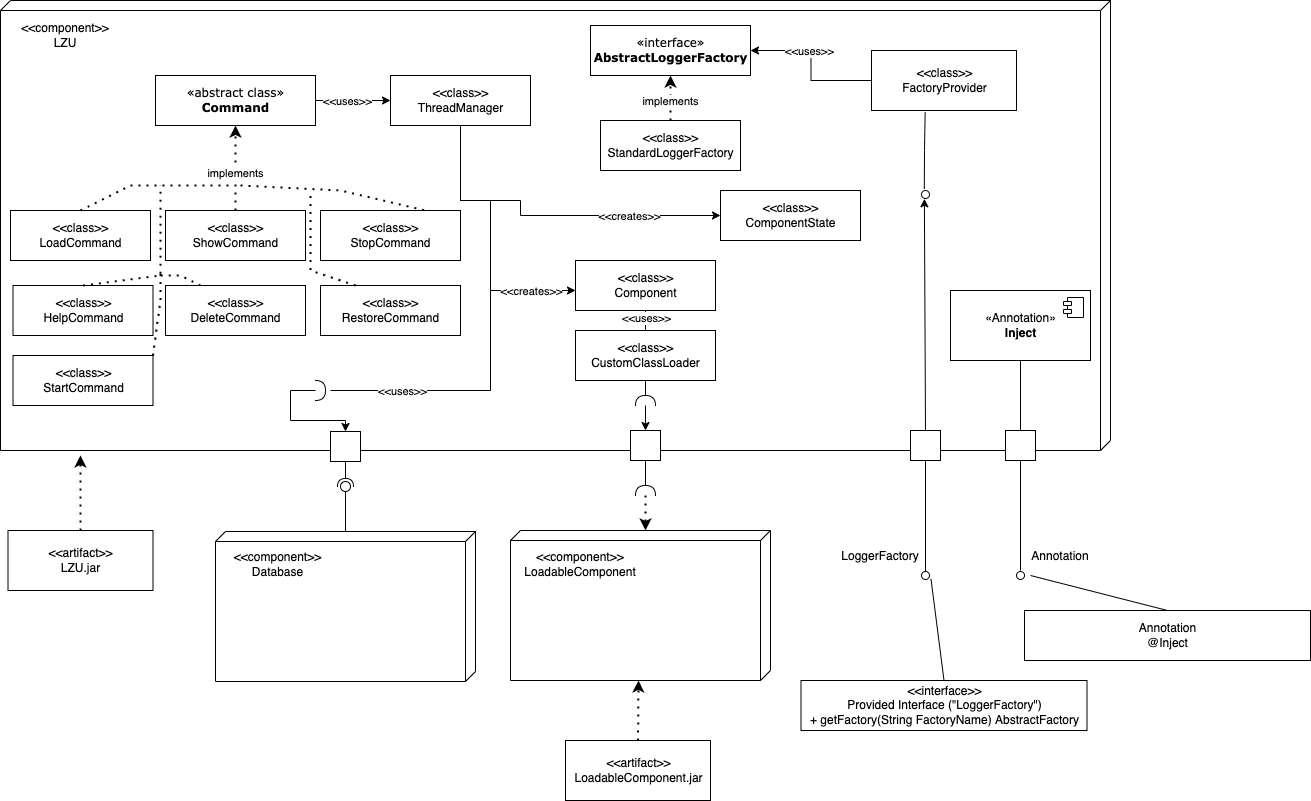 <<component>>
LZU
«interface»
AbstractLoggerFactory
<<uses>>
<<class>>
FactoryProvider
«abstract class»
Command
<<uses>>
<<class>>
ThreadManager
implements
<<class>>
StandardLoggerFactory
implements
<<class>>
LoadCommand
<<class>>
ShowCommand
<<class>>
StopCommand
<<creates>>
<<class>>
ComponentState
<<class>>
HelpCommand
<<class>>
DeleteCommand
<<class>>
RestoreCommand
<<creates>>
<<class>>
Component
<<uses>>
<<class>>
CustomClassLoader
«Annotation»
Inject
<<class>>
StartCommand
<<uses>>
<<artifact>>
LZU.jar
<<component>>
Database
<<component>>
LoadableComponent
LoggerFactory
Annotation
Annotation
@Inject
<<interface>>
Provided Interface ("LoggerFactory")
+ getFactory(String FactoryName) AbstractFactory
<<artifact>>
LoadableComponent.jar